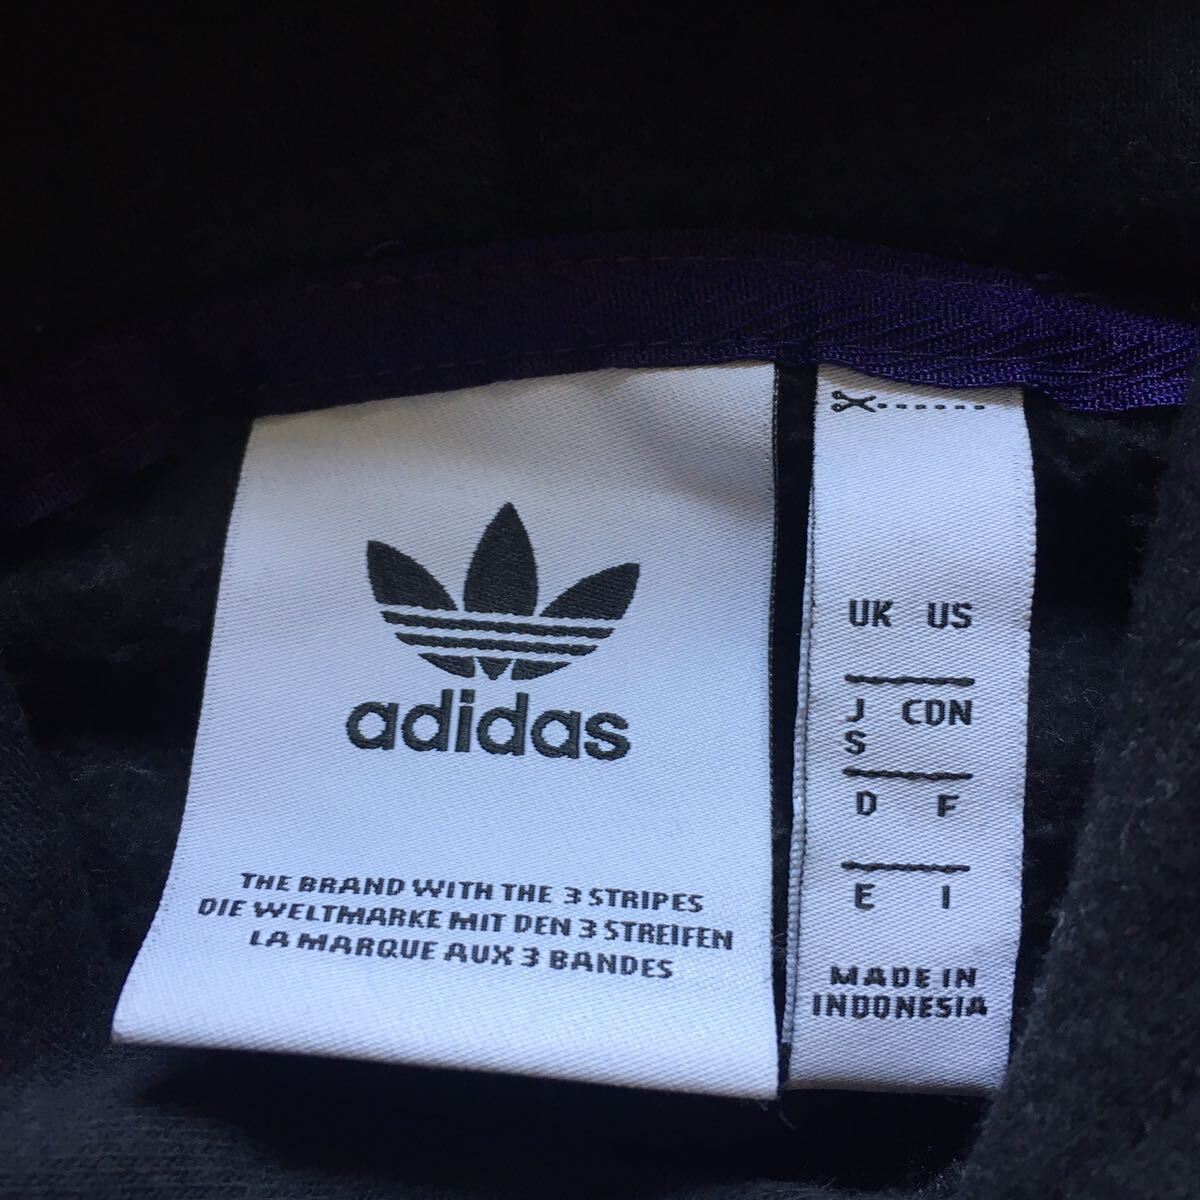 adidas
THE BRAND WITH THE 3 STRIPES
DIE WELTMARKE MIT DEN 3 STREIFEN
LA MARQUE AUX 3 BANDES
UK US
J CDN
S
D F
E I
MADE IN
INDONESIA